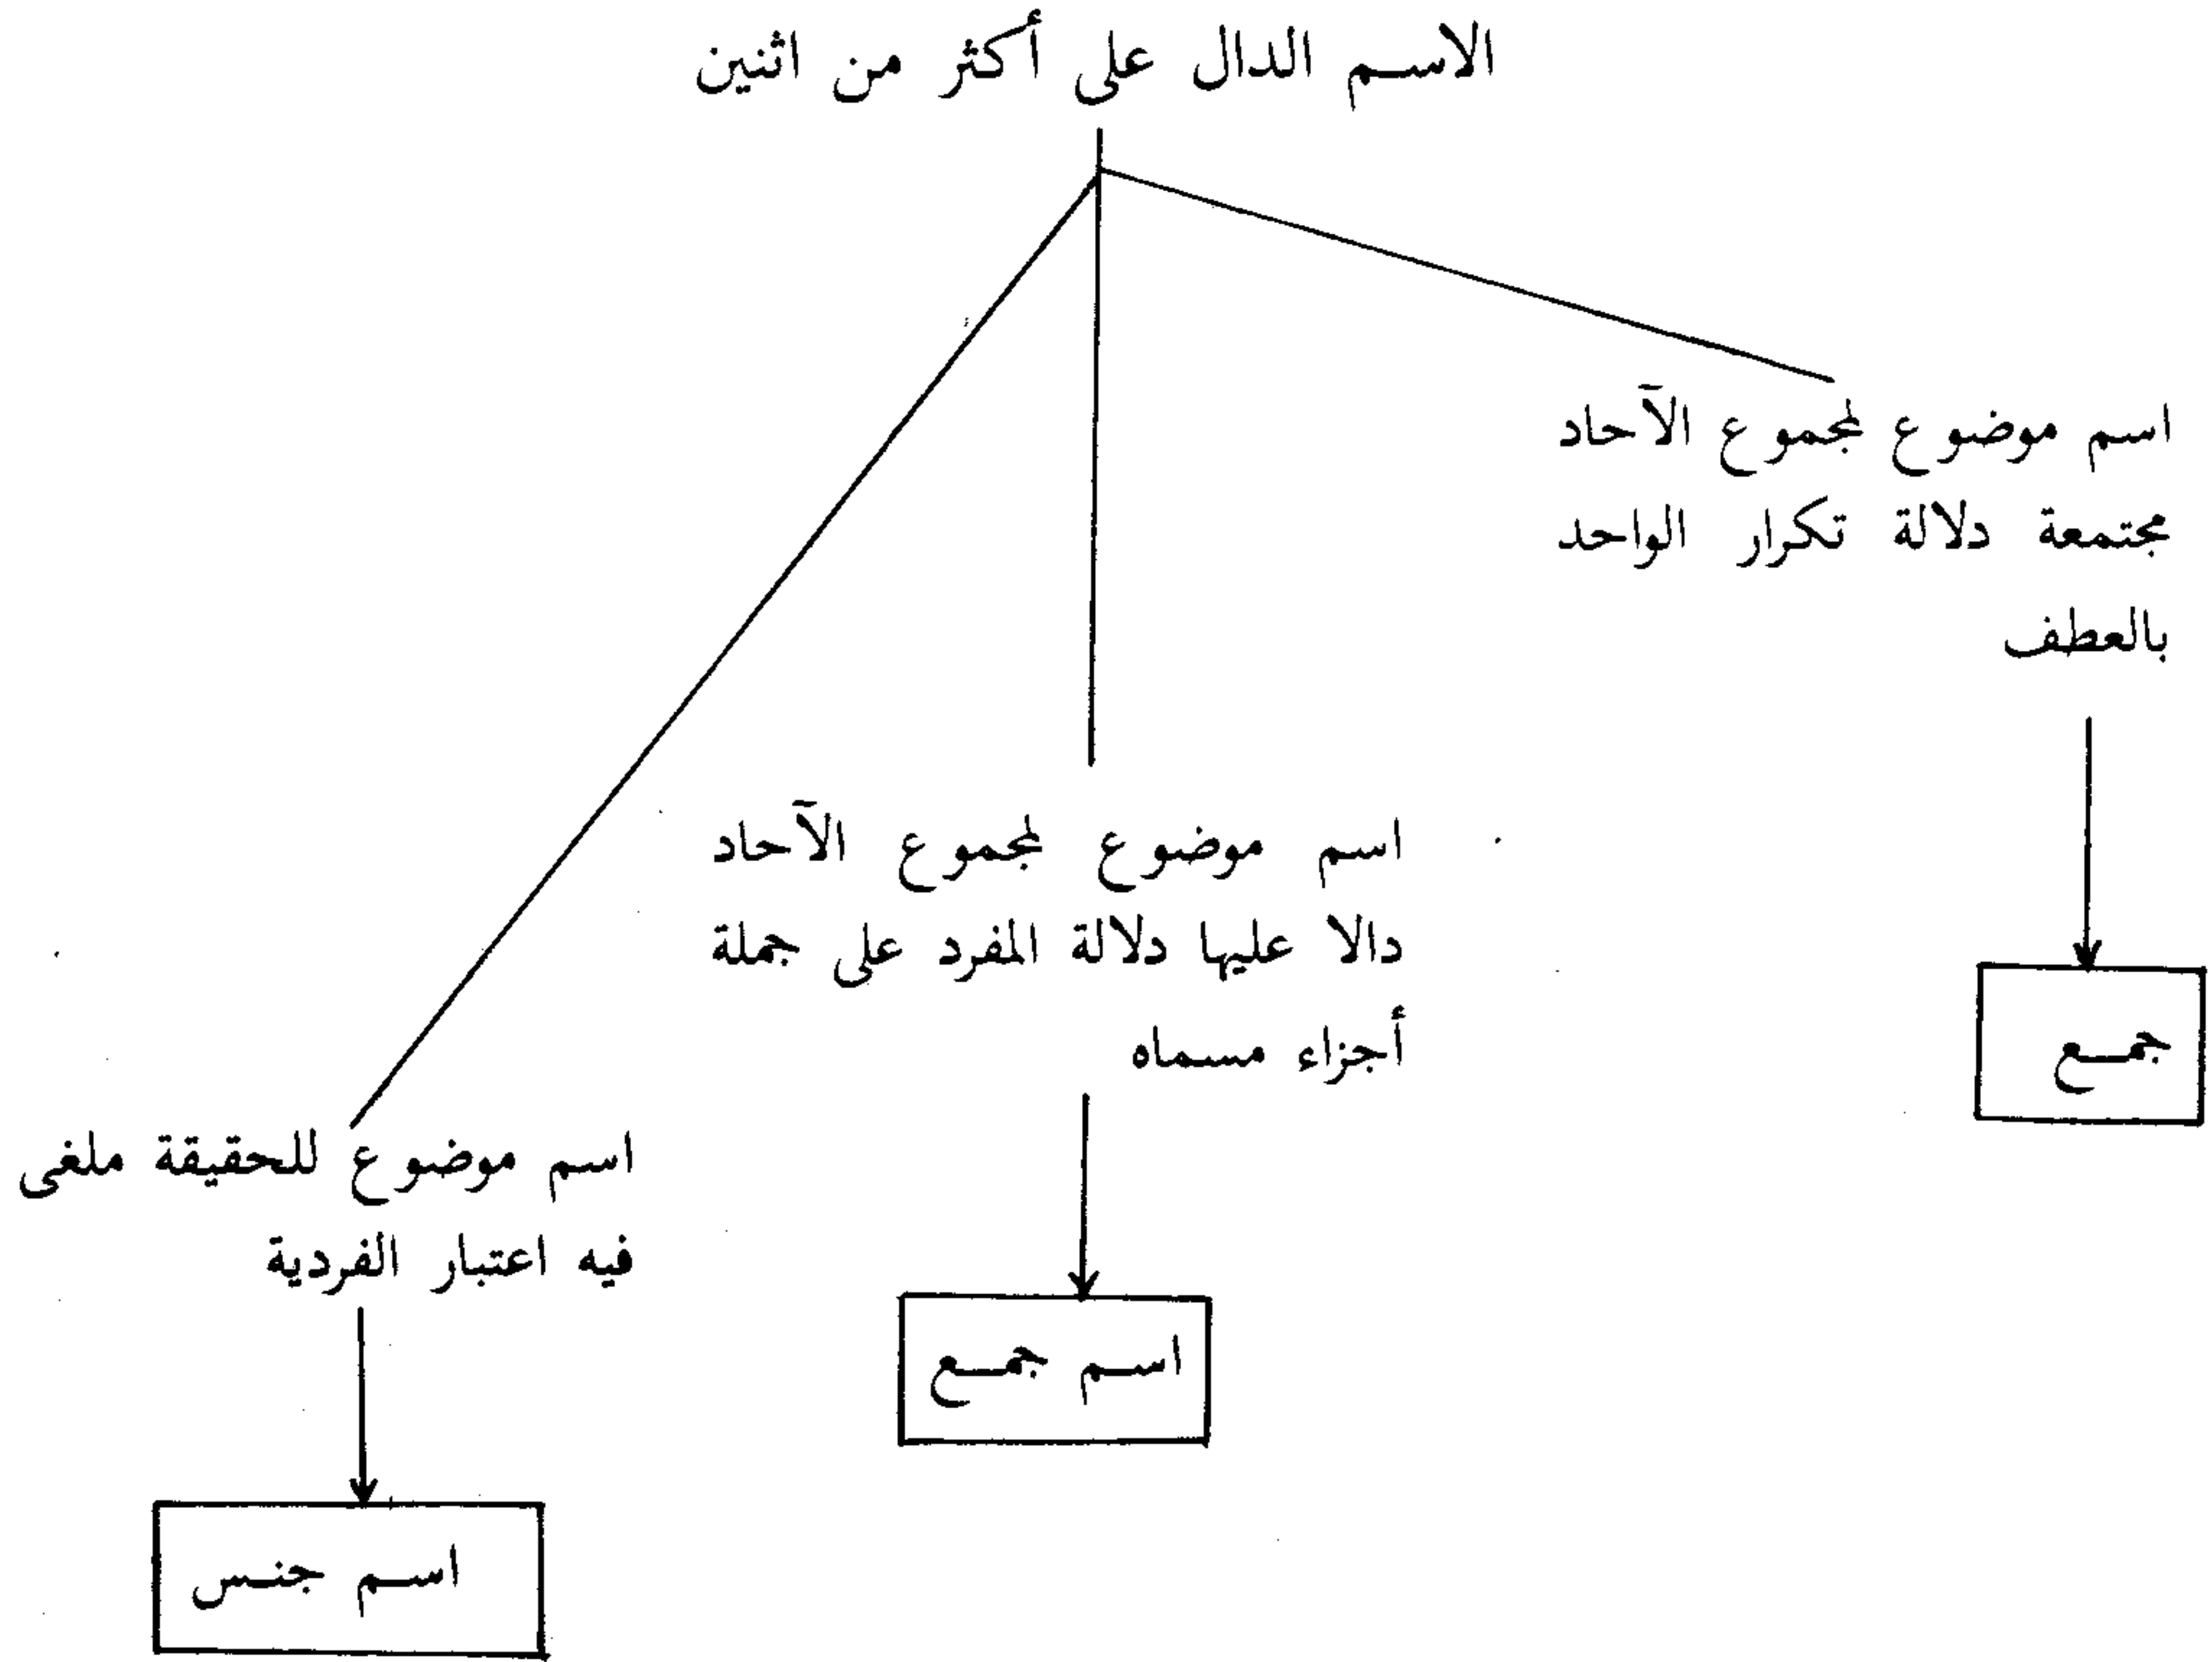 الاسم الدال على أكثر من اثنين
اسم موضوع لمجموع الآحاد
مجتمعة دلالة تكرار الواحد
بالعطف
جمع
اسم موضوع لمجموع الآحاد
دالا عليها دلالة المفرد على جملة
أجزاء مسماه
اسم جمع
اسم موضوع للحقيقة ملغى
فيه اعتبار الفردية
اسم جنس